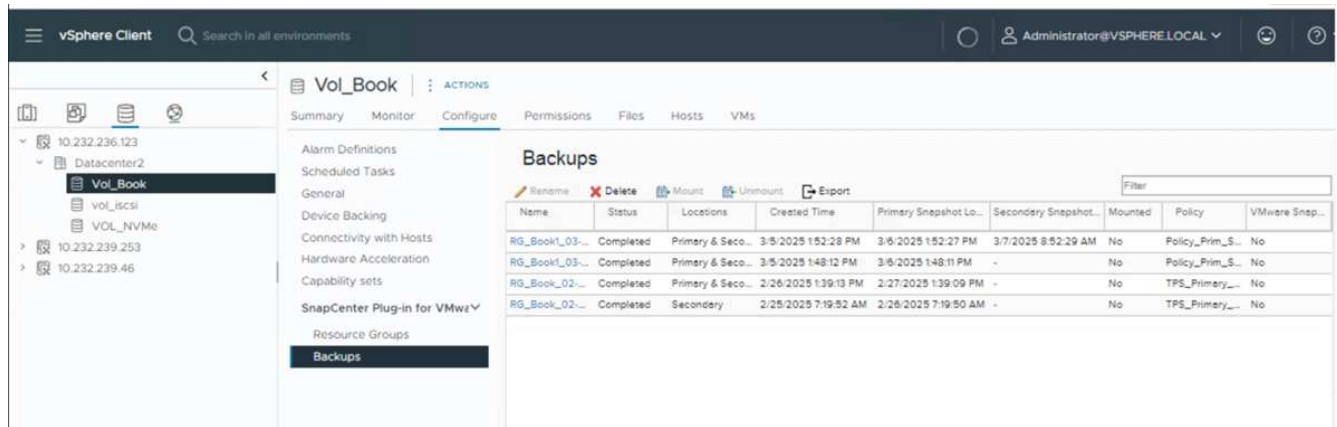 vSphere Client Search in all environments Administrator@VSPHERE.LOCAL
Vol_Book ACTIONS
Summary Monitor Configure Permissions Files Hosts VMs
10.232.236.123
Datacenter2
Vol_Book
vol_iscsi
VOL_NVMe
10.232.239.253
10.232.239.46
Alarm Definitions
Scheduled Tasks
General
Device Backing
Connectivity with Hosts
Hardware Acceleration
Capability sets
SnapCenter Plug-in for VMwa
Resource Groups
Backups
Backups
Rename Delete Mount Unmount Export Filter
Name Status Locations Created Time Primary Snapshot Lo... Secondary Snapshot... Mounted Policy VMware Snap...
RG_Book1_03-... Completed Primary & Seco... 3/5/2025 1:52:28 PM 3/6/2025 1:52:27 PM 3/7/2025 8:52:29 AM No Policy_Prim_S... No
RG_Book1_03-... Completed Primary & Seco... 3/5/2025 1:48:12 PM 3/6/2025 1:48:11 PM - No Policy_Prim_S... No
RG_Book_02-... Completed Primary & Seco... 2/26/2025 1:39:13 PM 2/27/2025 1:39:09 PM - No TPS_Primary_... No
RG_Book_02-... Completed Secondary 2/25/2025 7:19:52 AM 2/26/2025 7:19:50 AM - No TPS_Primary_... No